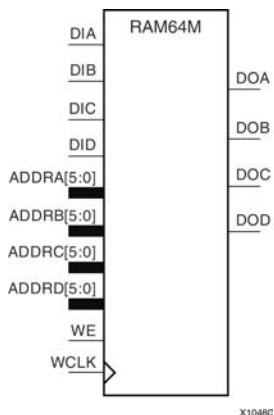 RAM64M
DIA
DIB
DIC
DID
ADDRA[5:0]
ADDRB[5:0]
ADDRC[5:0]
ADDRD[5:0]
WE
WCLK
DOA
DOB
DOC
DOD